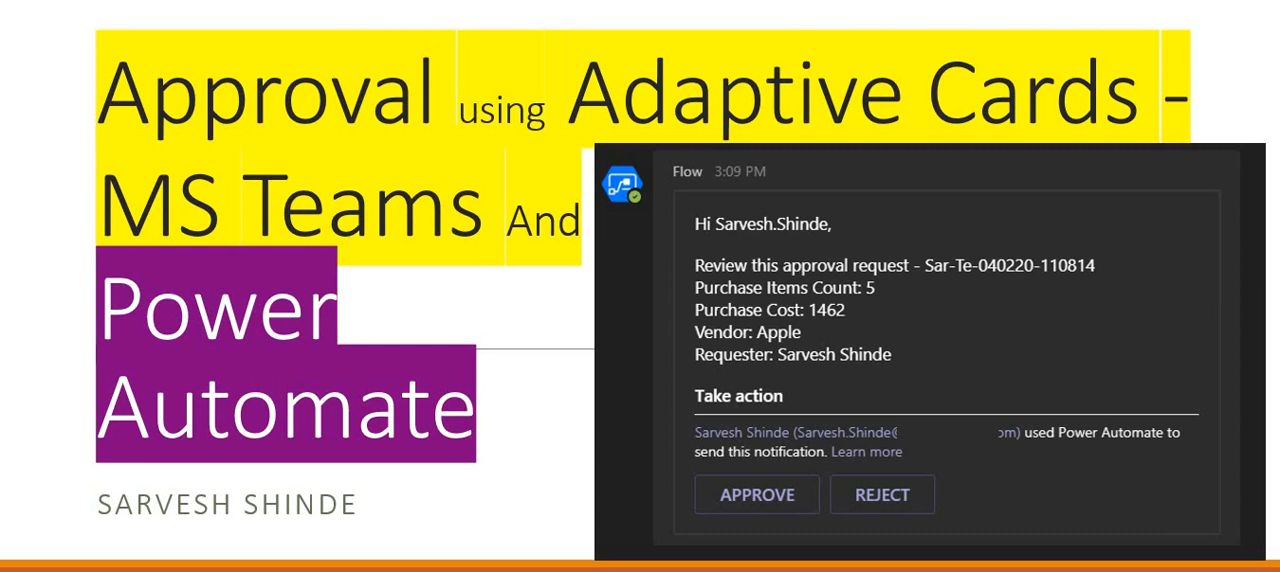 Approval using Adaptive Cards -
MS Teams And
Power
Automate
SARVESH SHINDE
Flow 3:09 PM
Hi Sarvesh.Shinde,
Review this approval request - Sar-Te-040220-110814
Purchase Items Count: 5
Purchase Cost: 1462
Vendor: Apple
Requester: Sarvesh Shinde
Take action
Sarvesh Shinde (Sarvesh.Shinde@ om) used Power Automate to
send this notification. Learn more
APPROVE REJECT